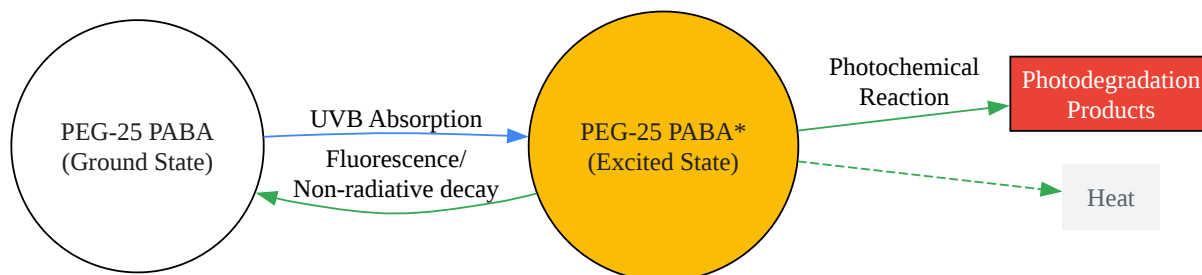 PEG-25 PABA
(Ground State)
UVB Absorption
Fluorescence/
Non-radiative decay
PEG-25 PABA*
(Excited State)
Photochemical
Reaction
Photodegradation
Products
Heat